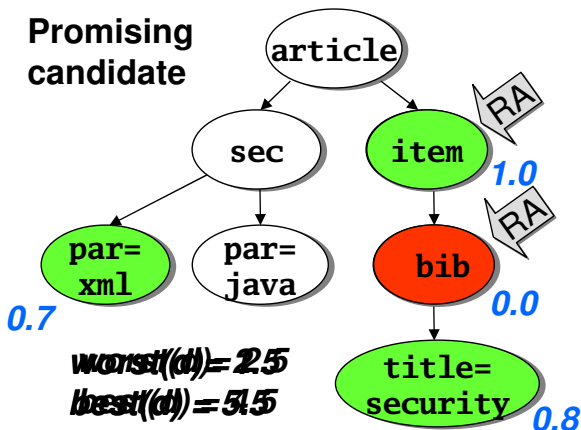 Promising
candidate
article
RA
sec
item
1.0
RA
par=
xml
par=
java
bib
0.7
0.0
title=
security
0.8